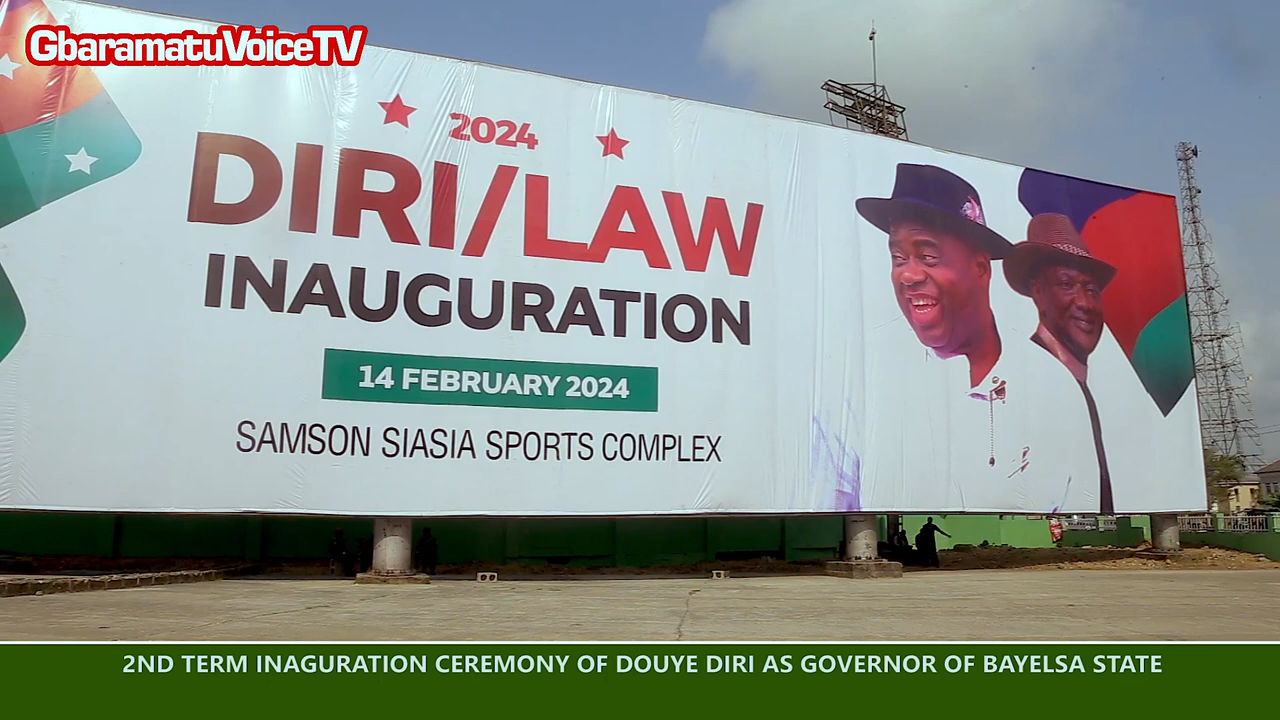 GbaramatuVoiceTV
2024
DIRI/LAW
INAUGURATION
14 FEBRUARY 2024
SAMSON SIASIA SPORTS COMPLEX
2ND TERM INAGURATION CEREMONY OF DOUYE DIRI AS GOVERNOR OF BAYELSA STATE